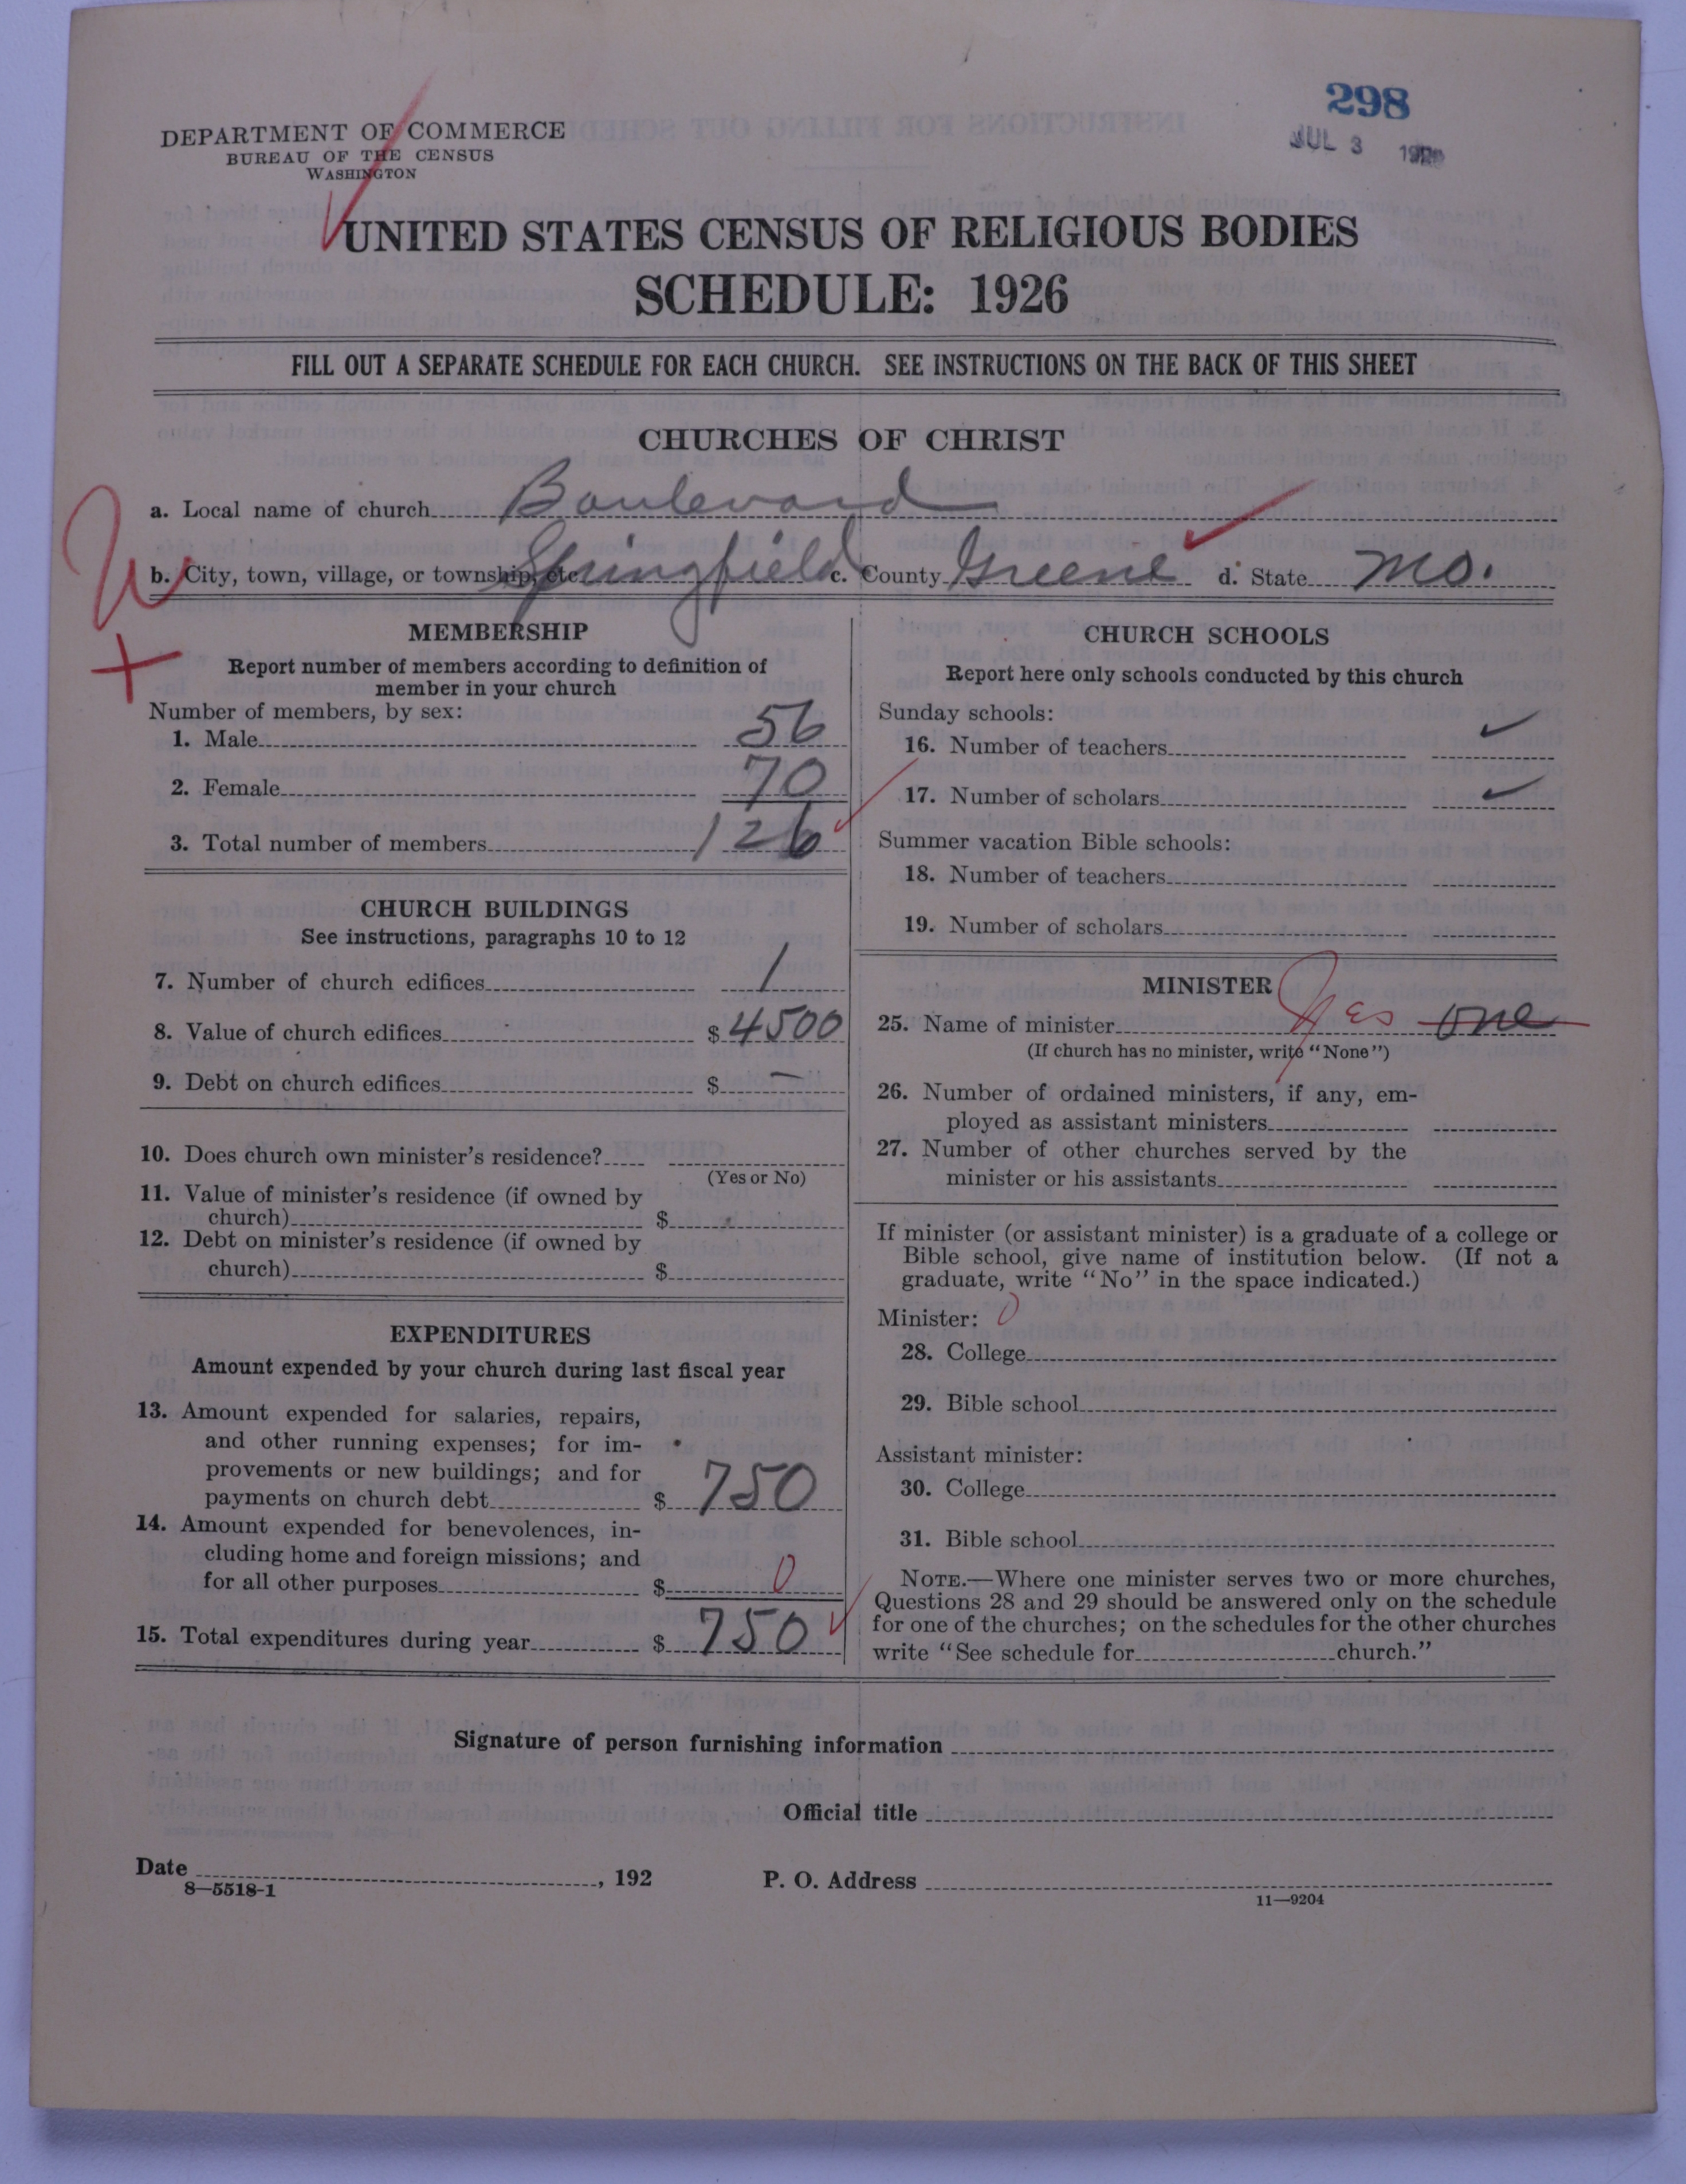 298
JUL 3
DEPARTMENT OF COMMERCE
BUREAU OF THE CENSUS
WASHINGTON
UNITED STATES CENSUS OF RELIGIOUS BODIES
SCHEDULE: 1926
FILL OUT A SEPARATE SCHEDULE FOR EACH CHURCH. SEE INSTRUCTIONS ON THE BACK OF THIS SHEET
CHURCHES OF CHRIST
a. Local name of church Boulevard
W b. City, town, village, or township, etc. Springfield c. County Greene d. State Mo.
+
MEMBERSHIP
Report number of members according to definition of
member in your church
Number of members, by sex:
1. Male 56
2. Female 70
3. Total number of members 126
CHURCH BUILDINGS
See instructions, paragraphs 10 to 12
7. Number of church edifices 1
8. Value of church edifices $ 4500
9. Debt on church edifices $ —
10. Does church own minister's residence?
(Yes or No)
11. Value of minister's residence (if owned by
church) $
12. Debt on minister's residence (if owned by
church) $
EXPENDITURES
Amount expended by your church during last fiscal year
13. Amount expended for salaries, repairs,
and other running expenses; for im-
provements or new buildings; and for
payments on church debt $ 750
14. Amount expended for benevolences, in-
cluding home and foreign missions; and
for all other purposes $ 0
15. Total expenditures during year $ 750
CHURCH SCHOOLS
Report here only schools conducted by this church
Sunday schools:
16. Number of teachers ✓
17. Number of scholars ✓
Summer vacation Bible schools:
18. Number of teachers
19. Number of scholars
MINISTER
25. Name of minister Yes one
(If church has no minister, write "None")
26. Number of ordained ministers, if any, em-
ployed as assistant ministers
27. Number of other churches served by the
minister or his assistants
If minister (or assistant minister) is a graduate of a college or
Bible school, give name of institution below. (If not a
graduate, write "No" in the space indicated.)
Minister: 0
28. College
29. Bible school
Assistant minister:
30. College
31. Bible school
NOTE.—Where one minister serves two or more churches,
Questions 28 and 29 should be answered only on the schedule
for one of the churches; on the schedules for the other churches
write "See schedule for church."
Signature of person furnishing information
Official title
Date , 192 P. O. Address
8—5518-1
11—9204